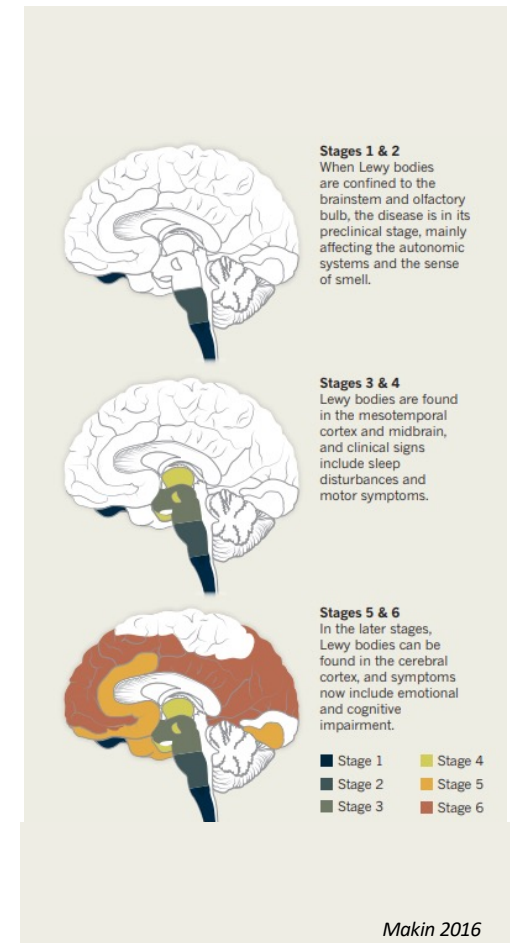 Stages 1 & 2
When Lewy bodies
are confined to the
brainstem and olfactory
bulb, the disease is in its
preclinical stage, mainly
affecting the autonomic
systems and the sense
of smell.
Stages 3 & 4
Lewy bodies are found
in the mesotemporal
cortex and midbrain,
and clinical signs
include sleep
disturbances and
motor symptoms.
Stages 5 & 6
In the later stages,
Lewy bodies can be
found in the cerebral
cortex, and symptoms
now include emotional
and cognitive
impairment.
Stage 1 Stage 4
Stage 2 Stage 5
Stage 3 Stage 6
Makin 2016